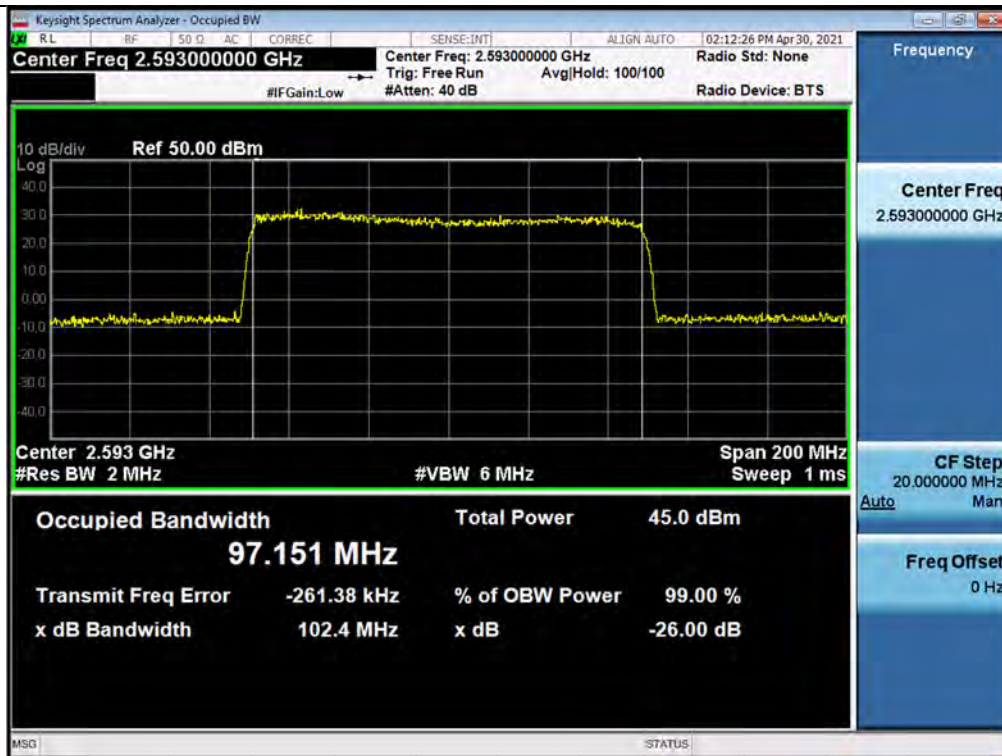 Keysight Spectrum Analyzer - Occupied BW
LXI RL RF 50 Ω AC CORREC SENSE:INT ALIGN AUTO 02:12:26 PM Apr 30, 2021
Center Freq 2.593000000 GHz
Center Freq: 2.593000000 GHz
Radio Std: None
Trig: Free Run Avg|Hold: 100/100
#IFGain:Low
#Atten: 40 dB
Radio Device: BTS
10 dB/div Ref 50.00 dBm
Log
40.0
30.0
20.0
10.0
0.00
-10.0
-20.0
-30.0
-40.0
Center 2.593 GHz
Span 200 MHz
#Res BW 2 MHz
#VBW 6 MHz
Sweep 1 ms
Occupied Bandwidth
97.151 MHz
Total Power 45.0 dBm
Transmit Freq Error -261.38 kHz
% of OBW Power 99.00 %
x dB Bandwidth 102.4 MHz
x dB -26.00 dB
Frequency
Center Freq
2.593000000 GHz
CF Step
20.000000 MHz
Auto Man
Freq Offset
0 Hz
MSG
STATUS